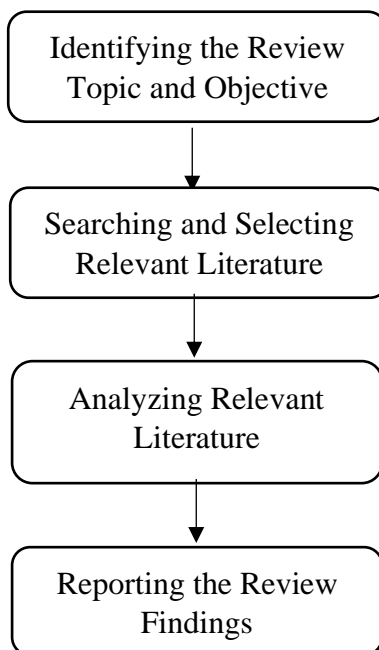 Identifying the Review
Topic and Objective
Searching and Selecting
Relevant Literature
Analyzing Relevant
Literature
Reporting the Review
Findings